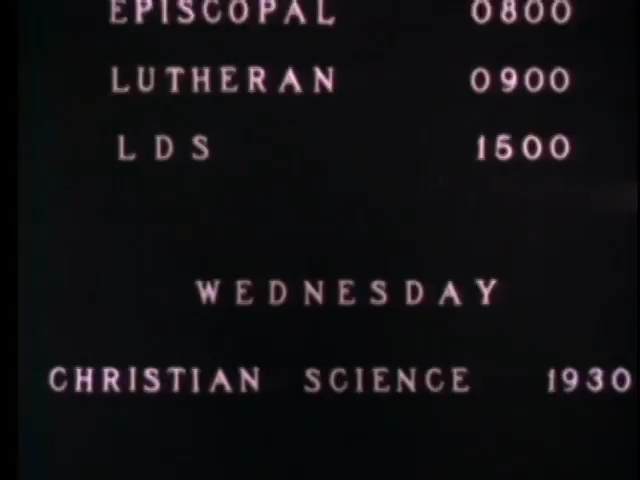 EPISCOPAL 0800
LUTHERAN 0900
LDS 1500
WEDNESDAY
CHRISTIAN SCIENCE 1930